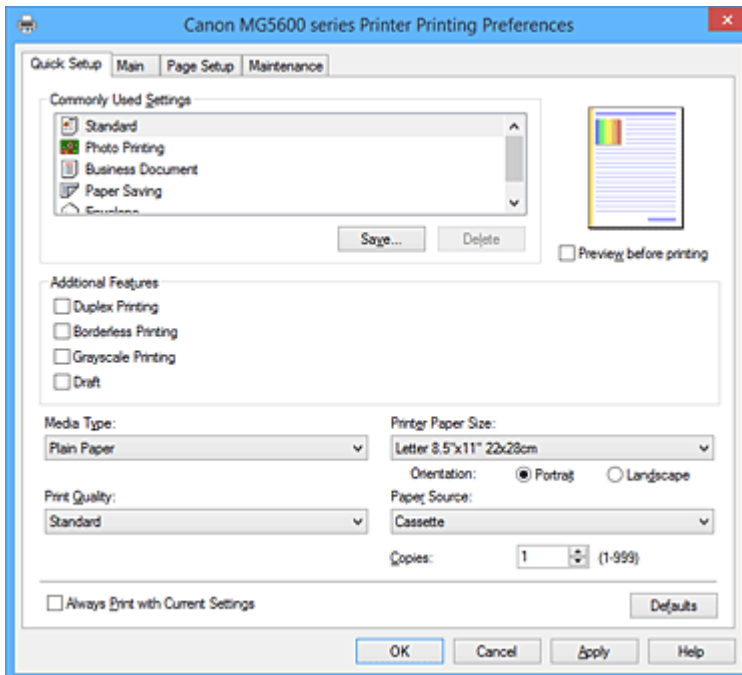 Canon MG5600 series Printer Printing Preferences
Quick Setup Main Page Setup Maintenance
Commonly Used Settings
Standard
Photo Printing
Business Document
Paper Saving
Envelope
Save... Delete
Preview before printing
Additional Features
Duplex Printing
Borderless Printing
Grayscale Printing
Draft
Media Type:
Plain Paper
Printer Paper Size:
Letter 8.5"x11" 22x28cm
Orientation: Portrait Landscape
Print Quality:
Standard
Paper Source:
Cassette
Copies: 1 (1-999)
Always Print with Current Settings
Defaults
OK Cancel Apply Help